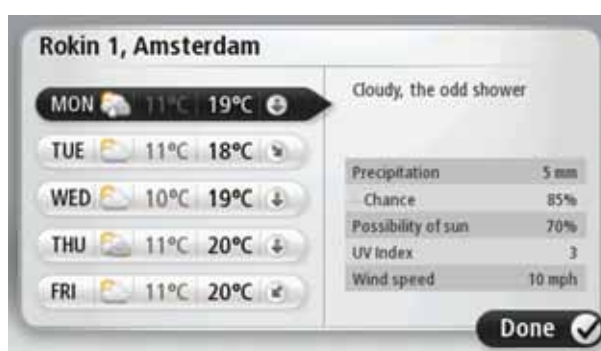 Rokin 1, Amsterdam
MON 11°C 19°C
TUE 11°C 18°C
WED 10°C 19°C
THU 11°C 20°C
FRI 11°C 20°C
Cloudy, the odd shower
Precipitation 5 mm
Chance 85%
Possibility of sun 70%
UV Index 3
Wind speed 10 mph
Done